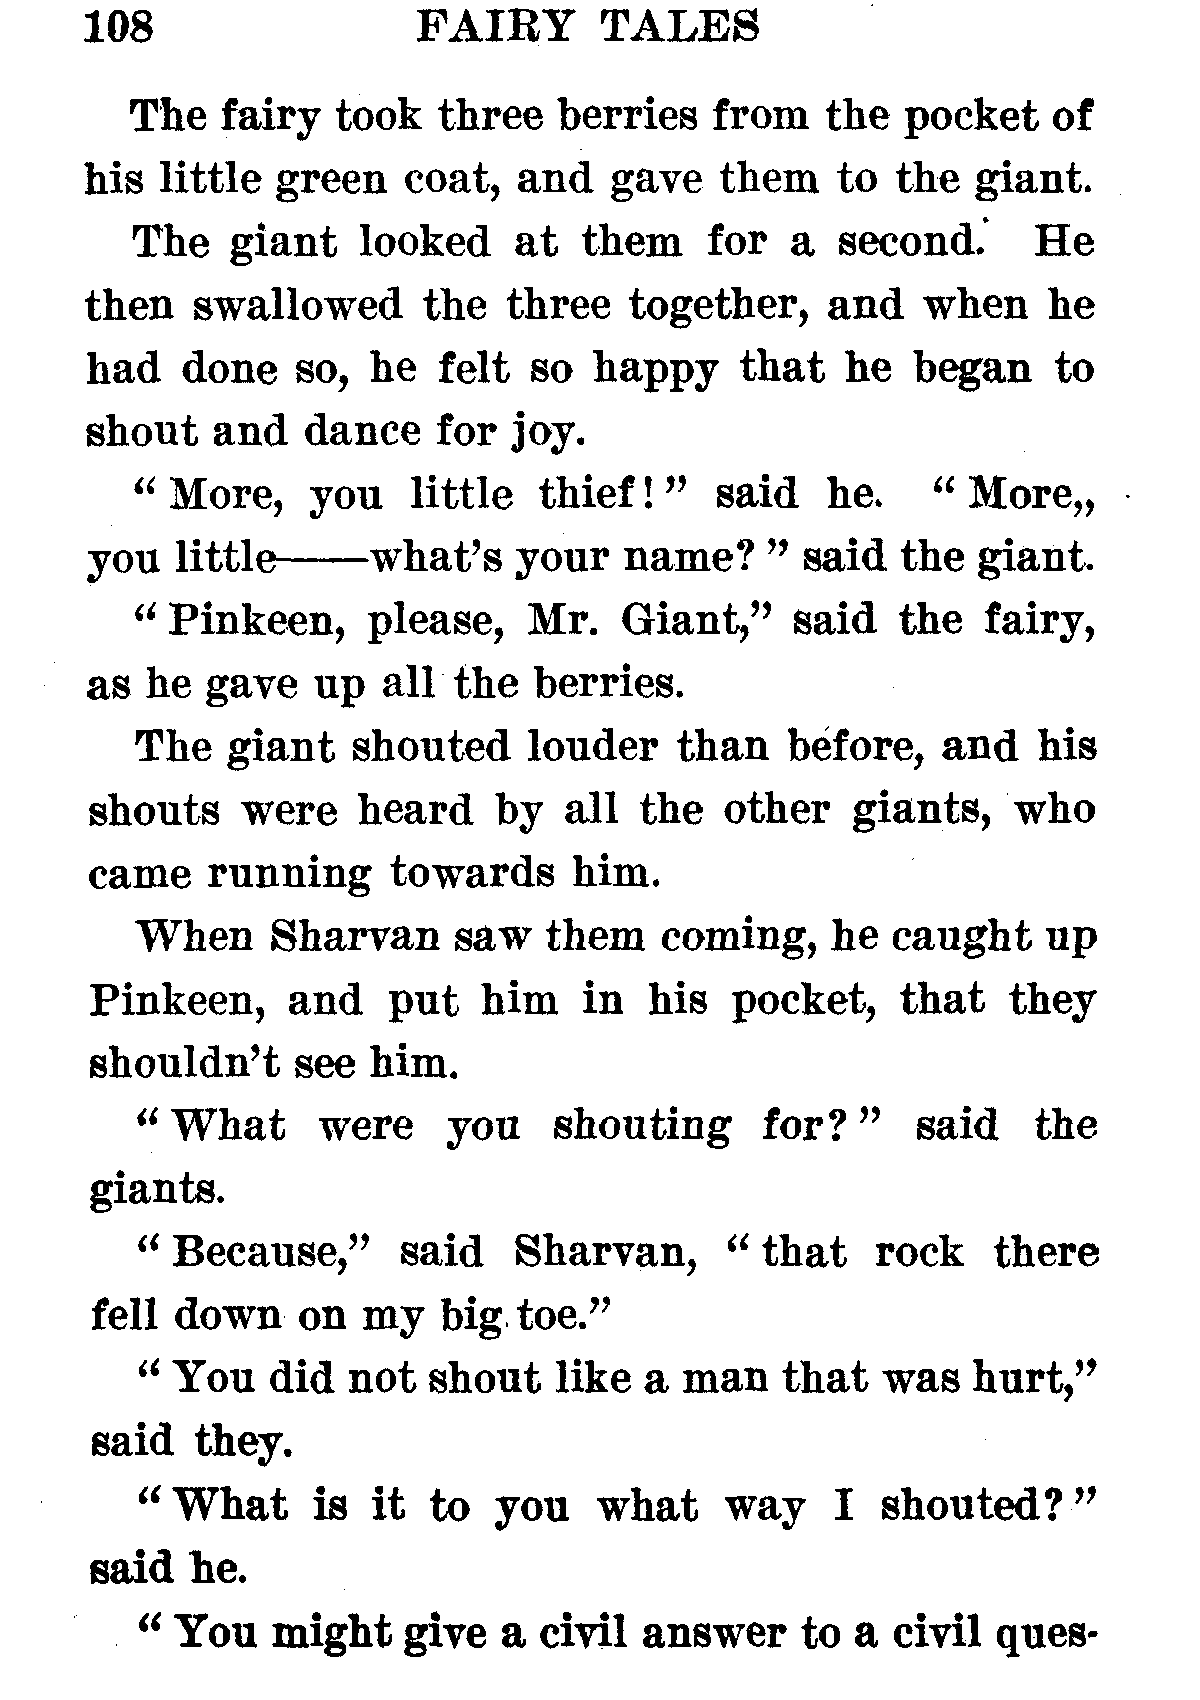 108 FAIRY TALES
The fairy took three berries from the pocket of
his little green coat, and gave them to the giant.
The giant looked at them for a second. He
then swallowed the three together, and when he
had done so, he felt so happy that he began to
shout and dance for joy.
“ More, you little thief! ” said he. “ More,,
you little——what’s your name? ” said the giant.
“ Pinkeen, please, Mr. Giant,” said the fairy,
as he gave up all the berries.
The giant shouted louder than before, and his
shouts were heard by all the other giants, who
came running towards him.
When Sharvan saw them coming, he caught up
Pinkeen, and put him in his pocket, that they
shouldn’t see him.
“ What were you shouting for? ” said the
giants.
“ Because,” said Sharvan, “ that rock there
fell down on my big toe.”
“ You did not shout like a man that was hurt,”
said they.
“ What is it to you what way I shouted? ”
said he.
“ You might give a civil answer to a civil ques-